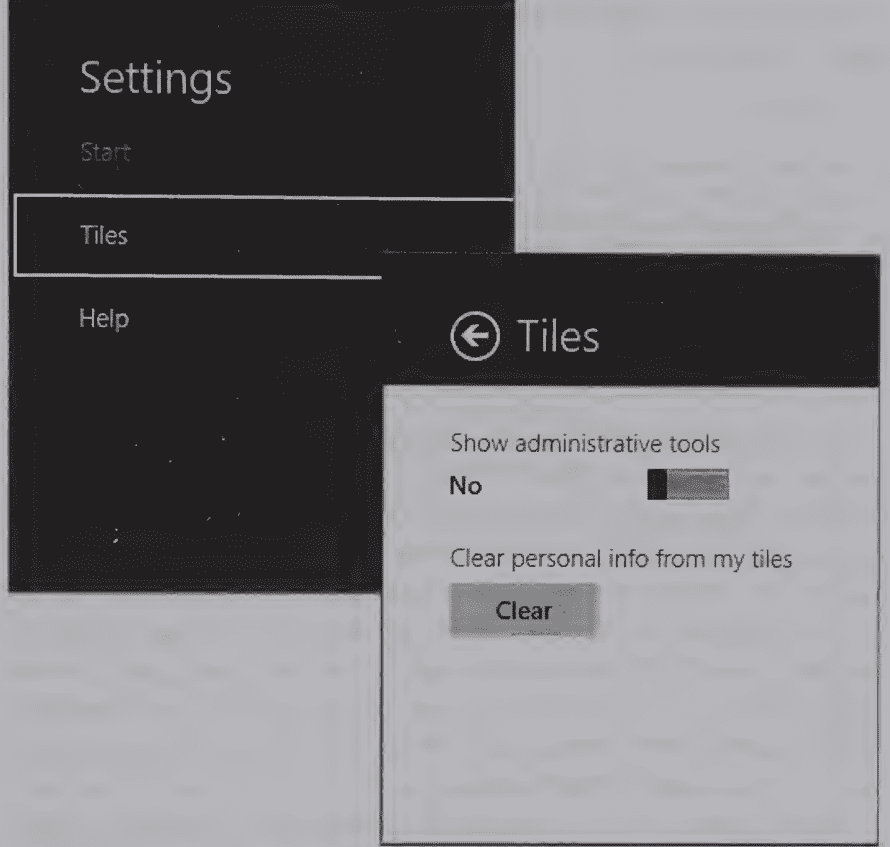 Settings
Start
Tiles
Help
Tiles
Show administrative tools
No
Clear personal info from my tiles
Clear